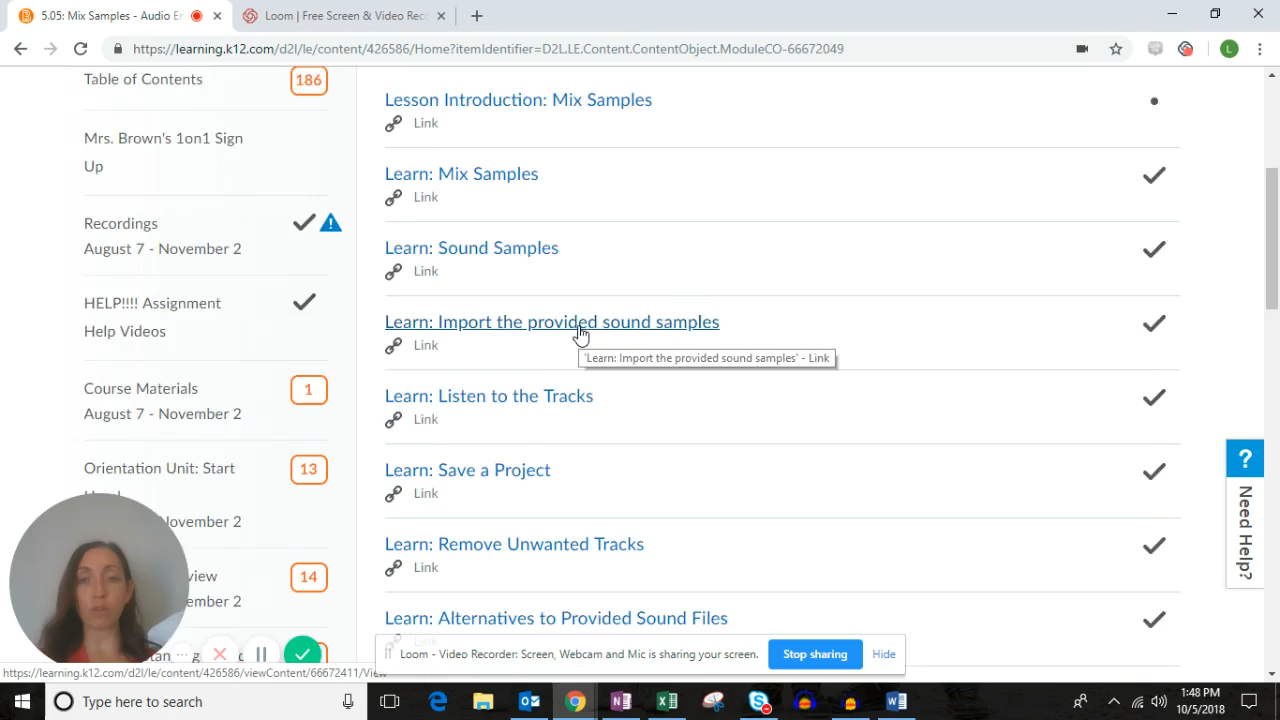 5.05: Mix Samples - Audio E
Loom | Free Screen & Video Rec
https://learning.k12.com/d2l/le/content/426586/Home?itemIdentifier=D2L.LE.Content.ContentObject.ModuleCO-66672049
L
Table of Contents
186
Mrs. Brown's 1on1 Sign
Up
Recordings
August 7 - November 2
HELP!!!! Assignment
Help Videos
Course Materials
1
August 7 - November 2
Orientation Unit: Start
13
ovember 2
view
14
ember 2
Lesson Introduction: Mix Samples
Link
Learn: Mix Samples
Link
Learn: Sound Samples
Link
Learn: Import the provided sound samples
Link
'Learn: Import the provided sound samples' - Link
Learn: Listen to the Tracks
Link
Learn: Save a Project
Link
Learn: Remove Unwanted Tracks
Link
Learn: Alternatives to Provided Sound Files
?
Need Help?
Loom - Video Recorder: Screen, Webcam and Mic is sharing your screen.
Stop sharing
Hide
https://learning.k12.com/d2l/le/content/426586/viewContent/66672411/View
Type here to search
1:48 PM
10/5/2018